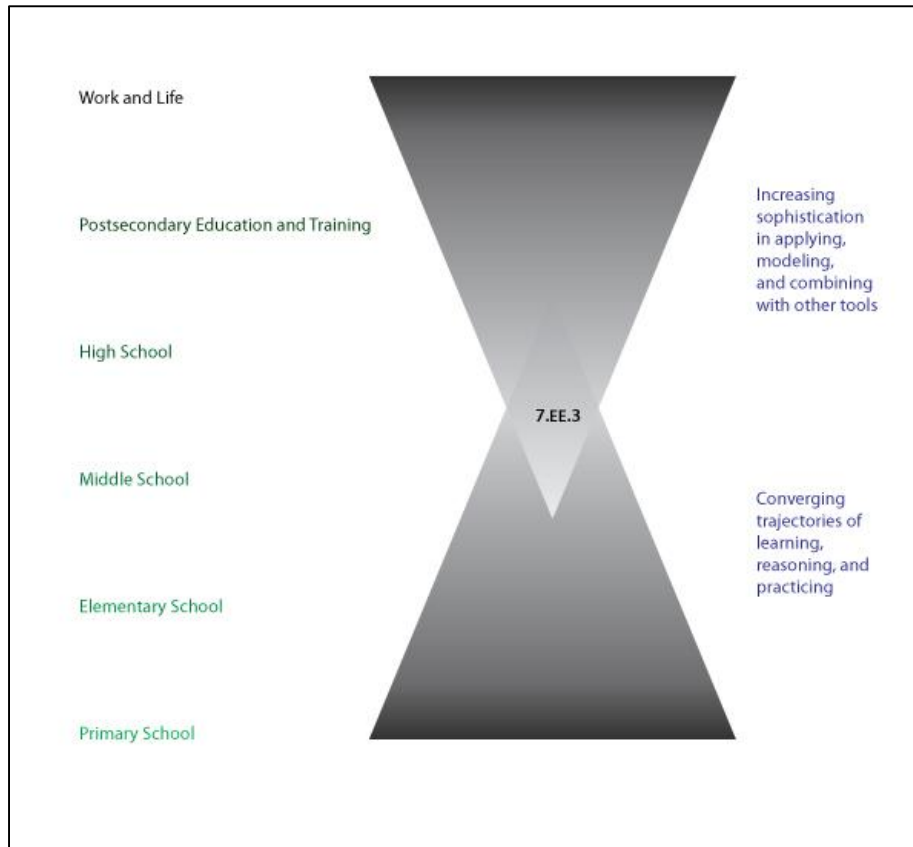 Work and Life
Postsecondary Education and Training
High School
Middle School
Elementary School
Primary School
7.EE.3
Increasing
sophistication
in applying,
modeling,
and combining
with other tools
Converging
trajectories of
learning,
reasoning, and
practicing